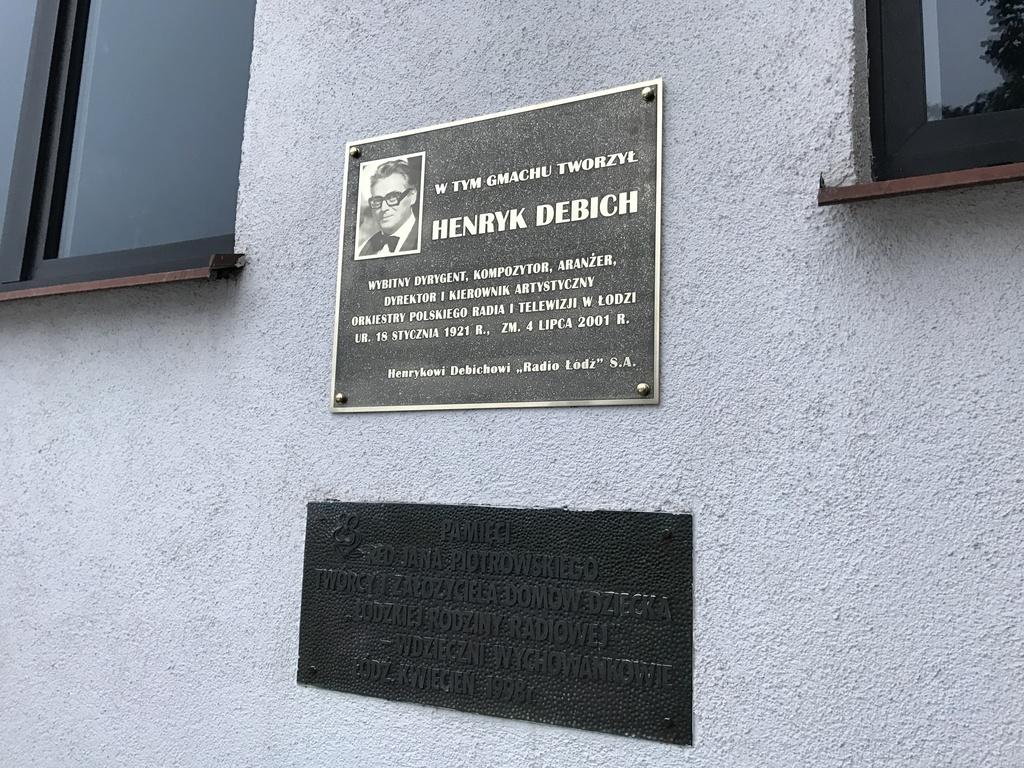 W TYM GMACHU TWORZYŁ
HENRYK DEBICH
WYBITNY DYRYGENT, KOMPOZYTOR, ARANŻER,
DYREKTOR I KIEROWNIK ARTYSTYCZNY
ORKIESTRY POLSKIEGO RADIA I TELEWIZJI W ŁODZI
UR. 18 STYCZNIA 1921 R., ZM. 4 LIPCA 2001 R.
Henrykowi Debichowi „Radio Łódź” S.A.
PAMIĘCI
RED. JANA PIOTROWSKIEGO
TWÓRCY I ZAŁOŻYCIELA DOMÓW DZIECKA
ŁÓDZKIEJ RODZINY RADIOWEJ
– WDZIĘCZNI WYCHOWANKOWIE
ŁÓDŹ KWIECIEŃ 1998 r.